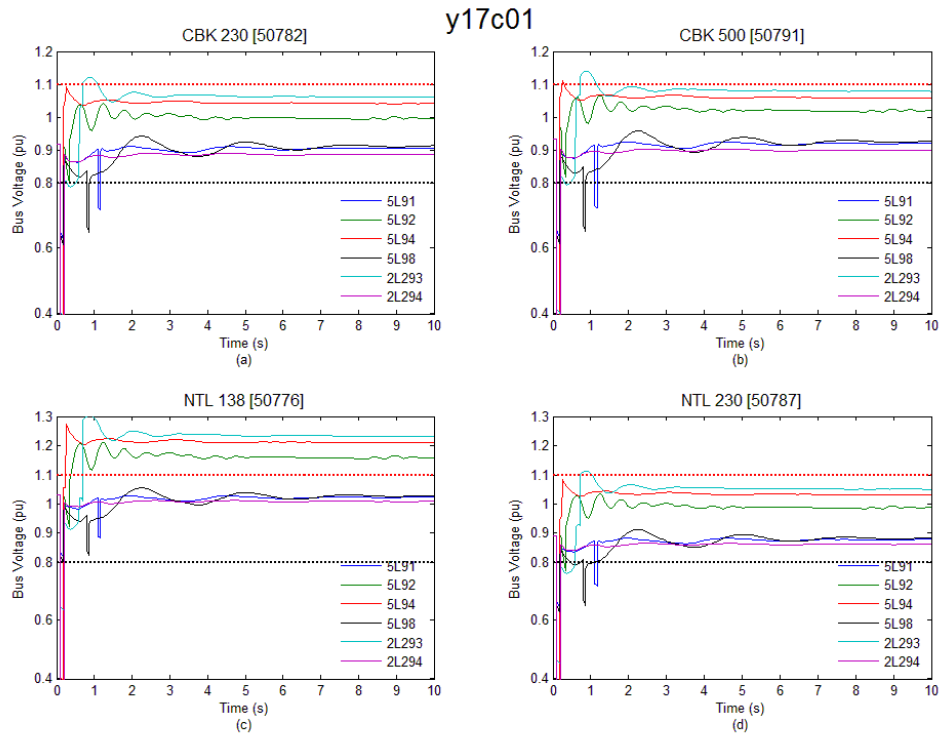 y17c01
CBK 230 [50782]
1.2
1.1
1
0.9
0.8
0.6
0.4
Bus Voltage (pu)
5L91
5L92
5L94
5L98
2L293
2L294
0 1 2 3 4 5 6 7 8 9 10
Time (s)
(a)
CBK 500 [50791]
1.2
1.1
1
0.9
0.8
0.6
0.4
Bus Voltage (pu)
5L91
5L92
5L94
5L98
2L293
2L294
0 1 2 3 4 5 6 7 8 9 10
Time (s)
(b)
NTL 138 [50776]
1.3
1.2
1.1
1
0.9
0.8
0.6
0.4
Bus Voltage (pu)
5L91
5L92
5L94
5L98
2L293
2L294
0 1 2 3 4 5 6 7 8 9 10
Time (s)
(c)
NTL 230 [50787]
1.3
1.2
1.1
1
0.9
0.8
0.6
0.4
Bus Voltage (pu)
5L91
5L92
5L94
5L98
2L293
2L294
0 1 2 3 4 5 6 7 8 9 10
Time (s)
(d)